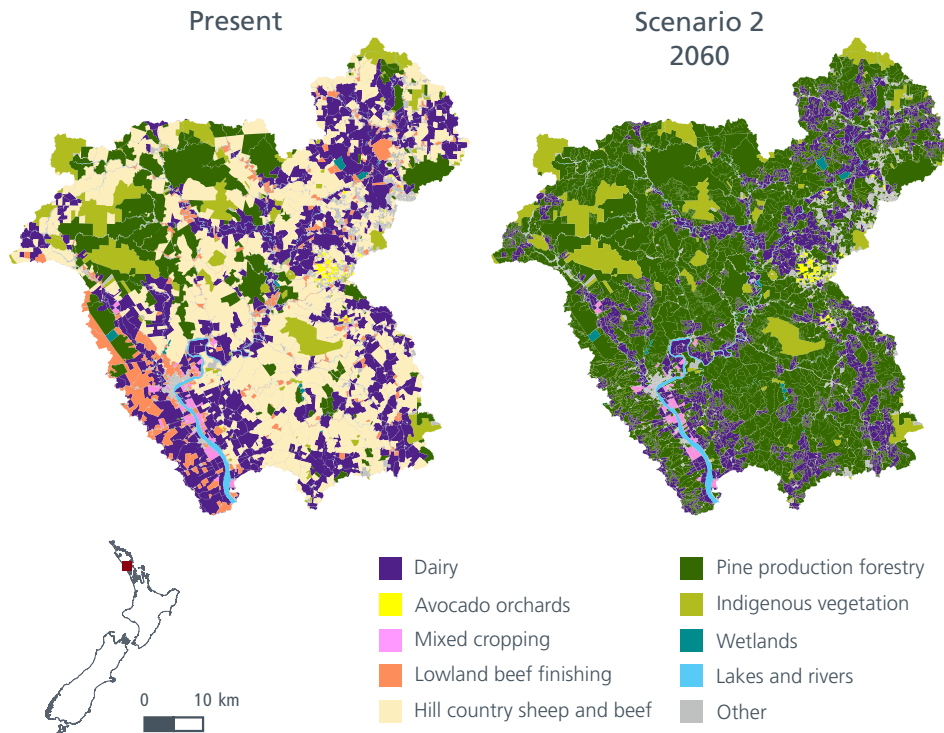 Present
Scenario 2
2060
0 10 km
Dairy
Avocado orchards
Mixed cropping
Lowland beef finishing
Hill country sheep and beef
Pine production forestry
Indigenous vegetation
Wetlands
Lakes and rivers
Other